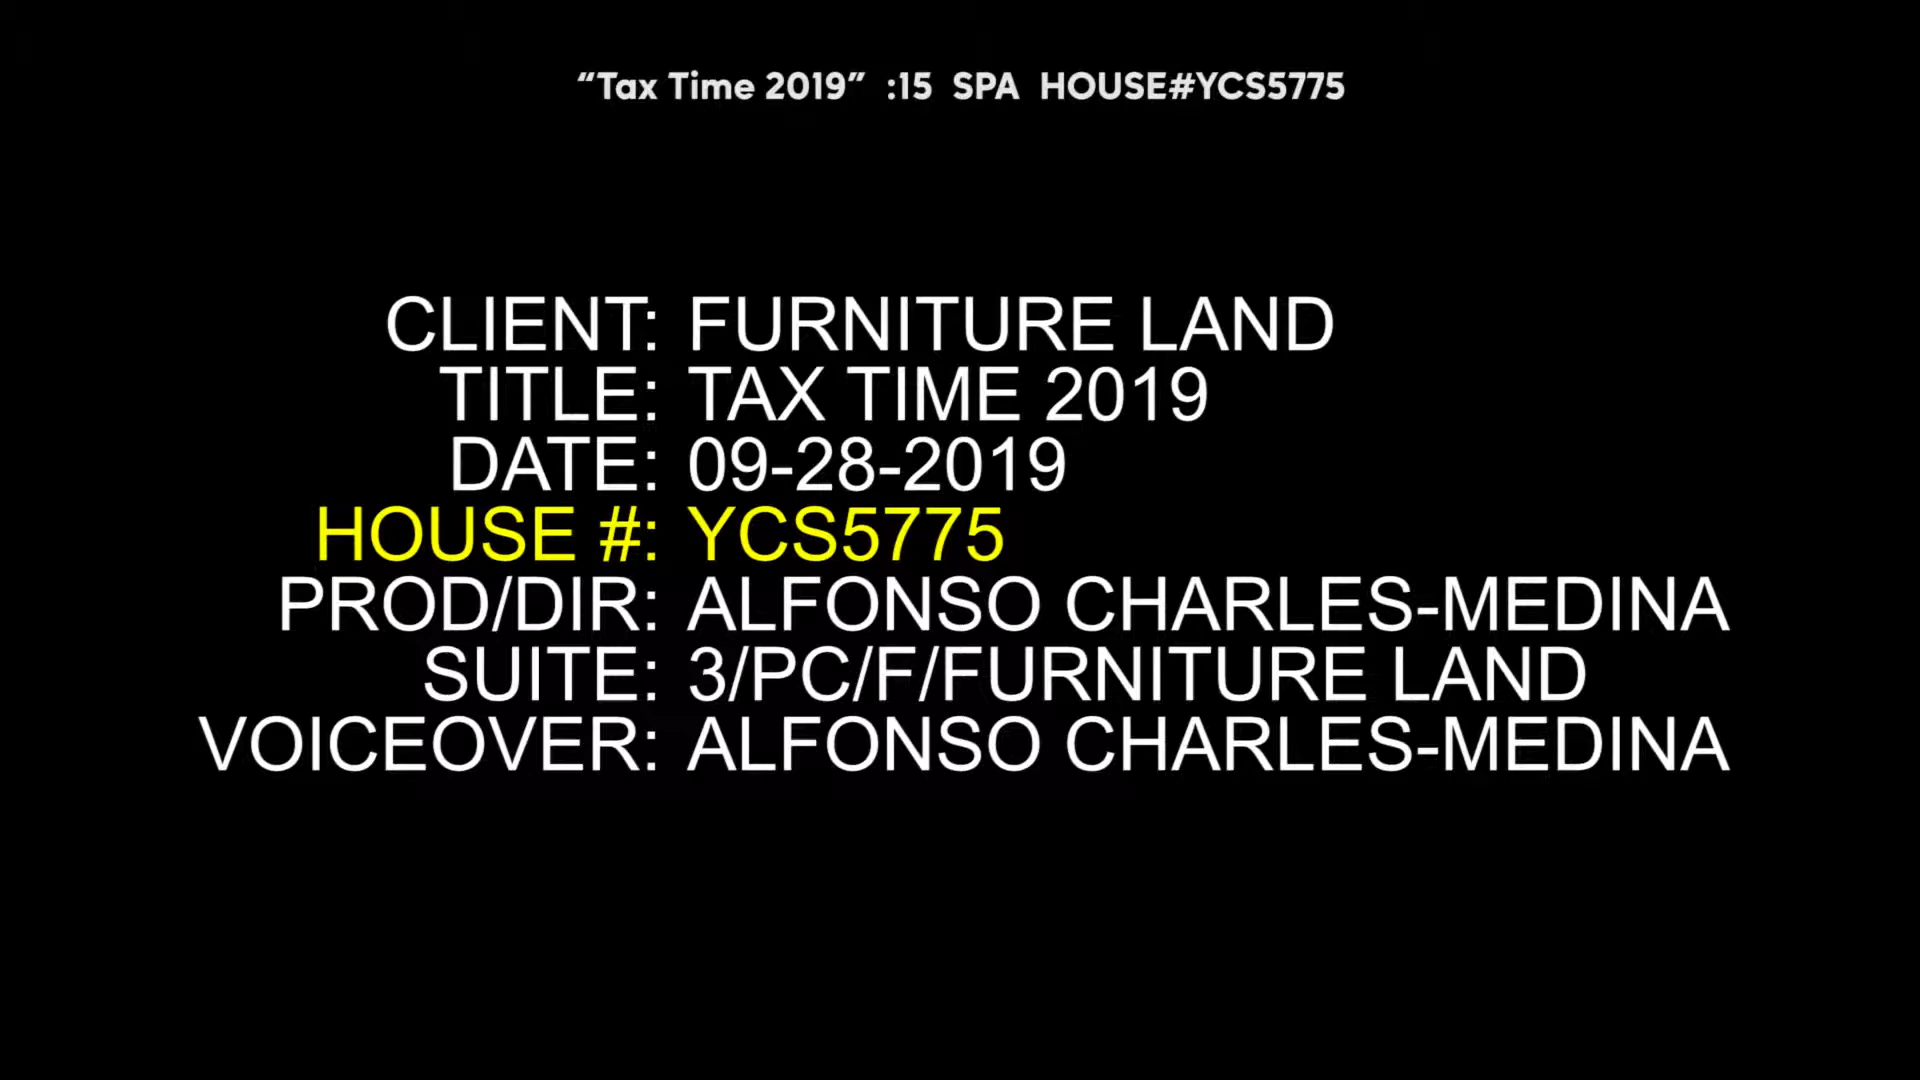 “Tax Time 2019” :15 SPA HOUSE#YCS5775
CLIENT: FURNITURE LAND
TITLE: TAX TIME 2019
DATE: 09-28-2019
HOUSE #: YCS5775
PROD/DIR: ALFONSO CHARLES-MEDINA
SUITE: 3/PC/F/FURNITURE LAND
VOICEOVER: ALFONSO CHARLES-MEDINA